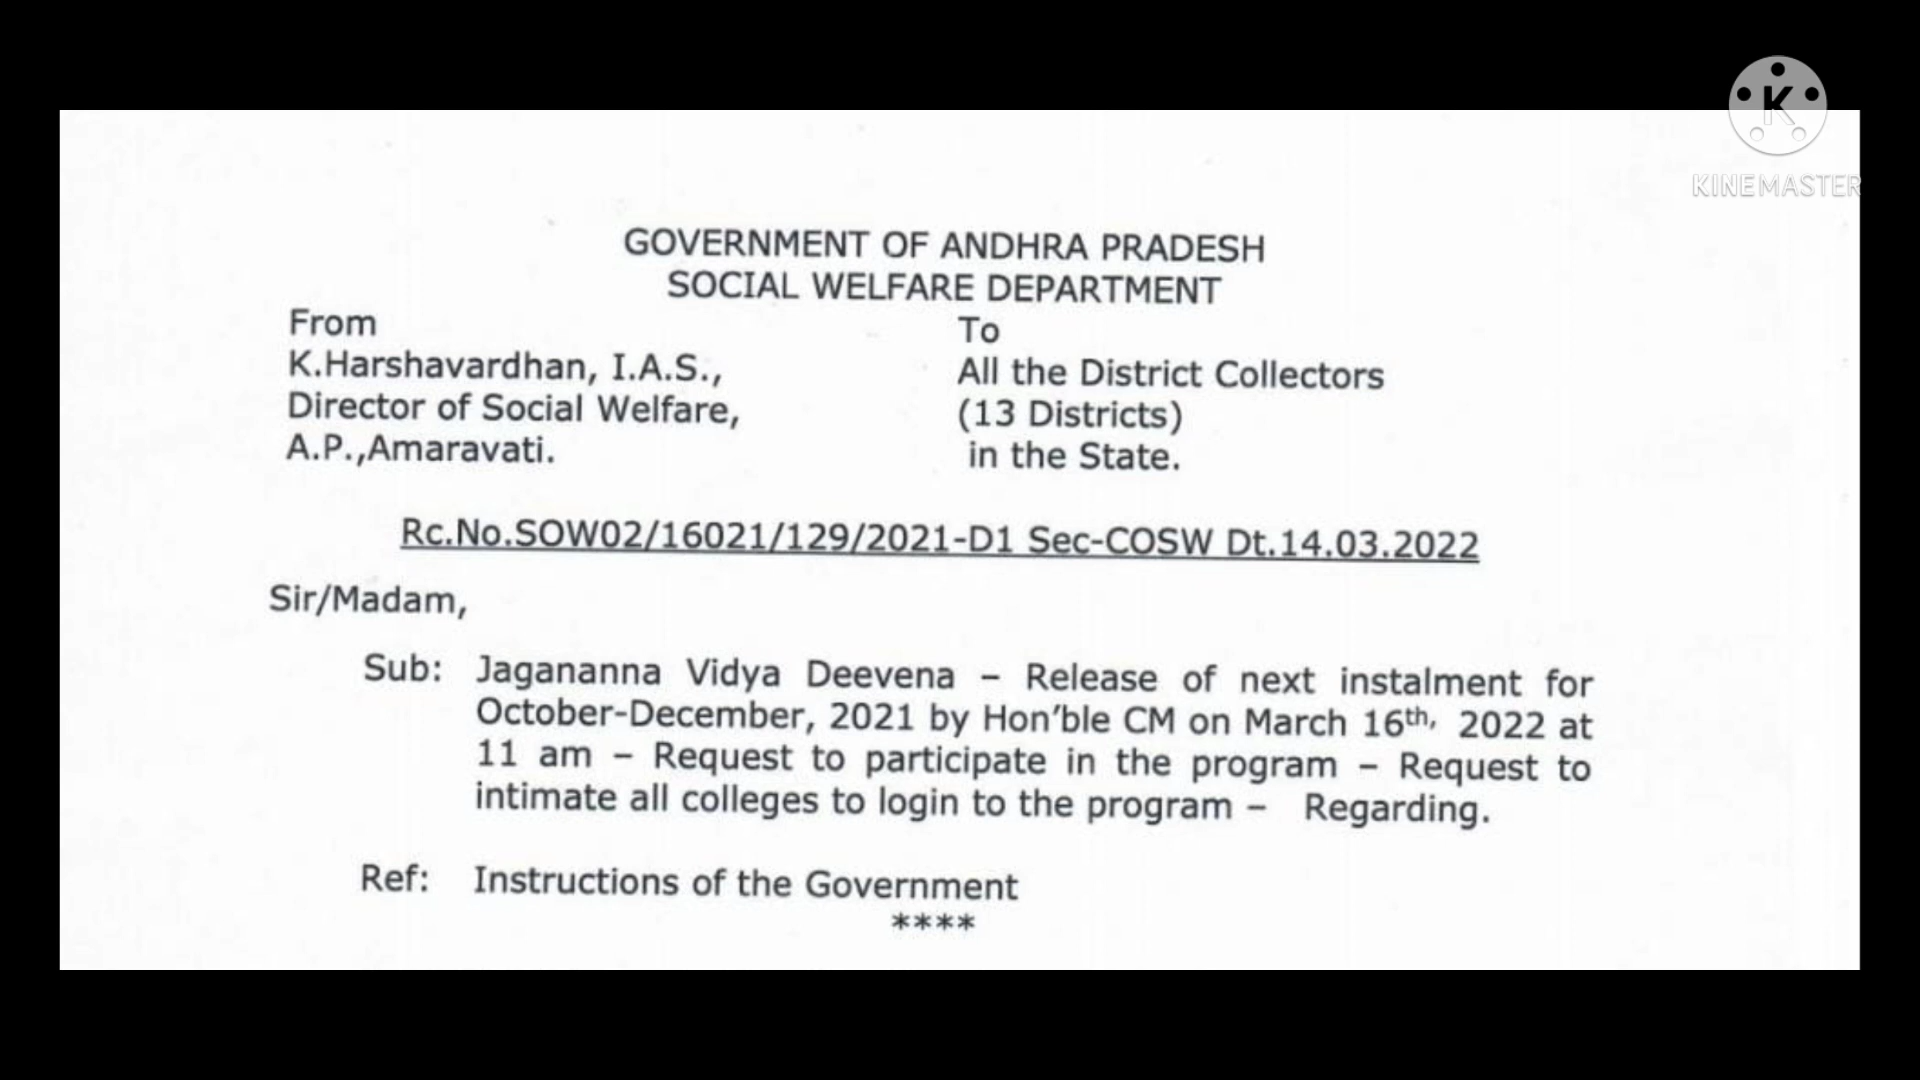 K
KINEMASTER
GOVERNMENT OF ANDHRA PRADESH
SOCIAL WELFARE DEPARTMENT
From
K.Harshavardhan, I.A.S.,
Director of Social Welfare,
A.P.,Amaravati.
To
All the District Collectors
(13 Districts)
in the State.
Rc.No.SOW02/16021/129/2021-D1 Sec-COSW Dt.14.03.2022
Sir/Madam,
Sub: Jagananna Vidya Deevena – Release of next instalment for
October-December, 2021 by Hon'ble CM on March 16th, 2022 at
11 am – Request to participate in the program – Request to
intimate all colleges to login to the program – Regarding.
Ref: Instructions of the Government
****